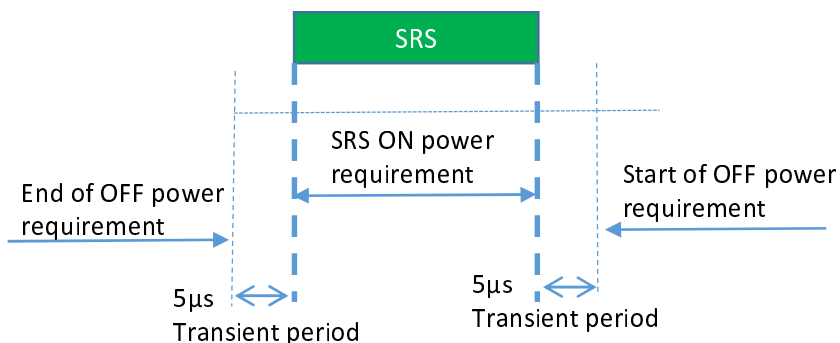 SRS
SRS ON power
requirement
End of OFF power
requirement
Start of OFF power
requirement
5µs
Transient period
5µs
Transient period